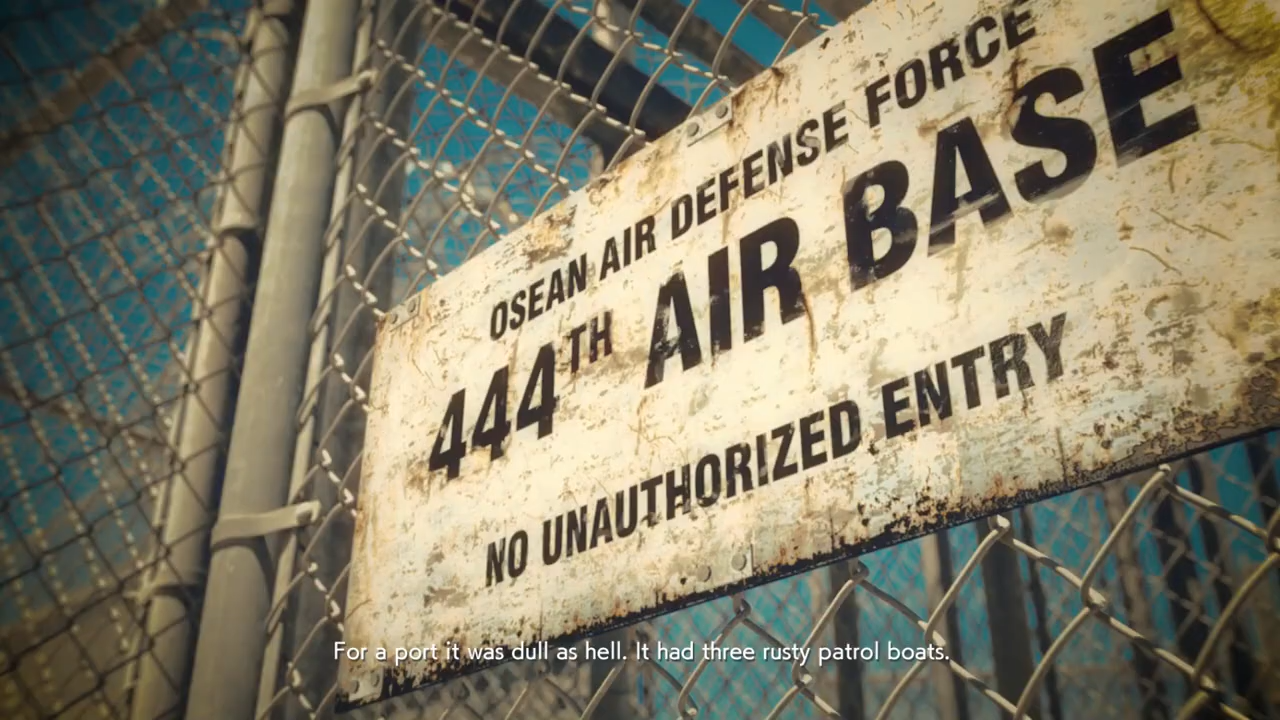 OSEAN AIR DEFENSE FORCE
444TH AIR BASE
NO UNAUTHORIZED ENTRY
For a port it was dull as hell. It had three rusty patrol boats.